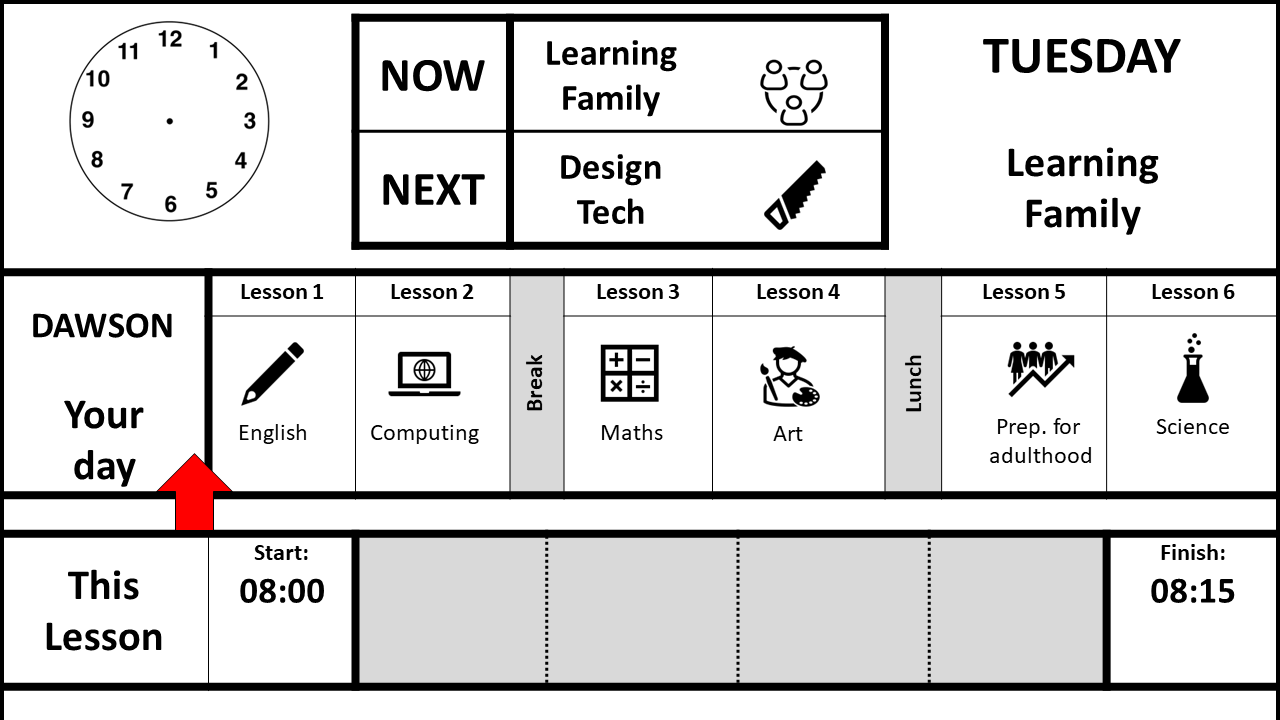 12
11
1
10
2
9
3
8
4
7
5
6
NOW
Learning
Family
NEXT
Design
Tech
TUESDAY
Learning
Family
DAWSON
Your
day
Lesson 1
English
Lesson 2
Computing
Break
Lesson 3
Maths
Lesson 4
Art
Lunch
Lesson 5
Prep. for
adulthood
Lesson 6
Science
This
Lesson
Start:
08:00
Finish:
08:15